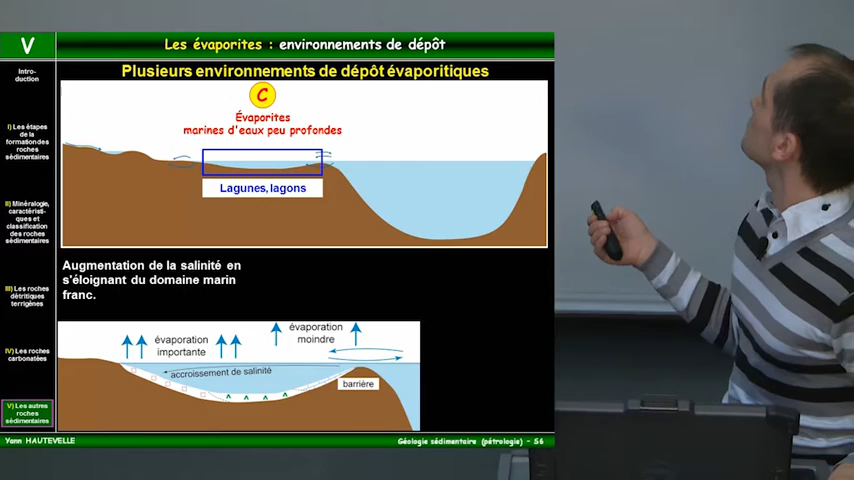 V
Les évaporites : environnements de dépôt
Intro-
duction
I) Les étapes
de la
formation des
roches
sédimentaires
II) Minéralogie,
caractéristi-
ques et
classification
des roches
sédimentaires
III) Les roches
détritiques
terrigènes
IV) Les roches
carbonatées
V) Les autres
roches
sédimentaires
Plusieurs environnements de dépôt évaporitiques
C
Évaporites
marines d'eaux peu profondes
Lagunes, lagons
Augmentation de la salinité en
s'éloignant du domaine marin
franc.
évaporation
importante
évaporation
moindre
accroissement de salinité
barrière
Yann HAUTEVELLE
Géologie sédimentaire (pétrologie) - 56